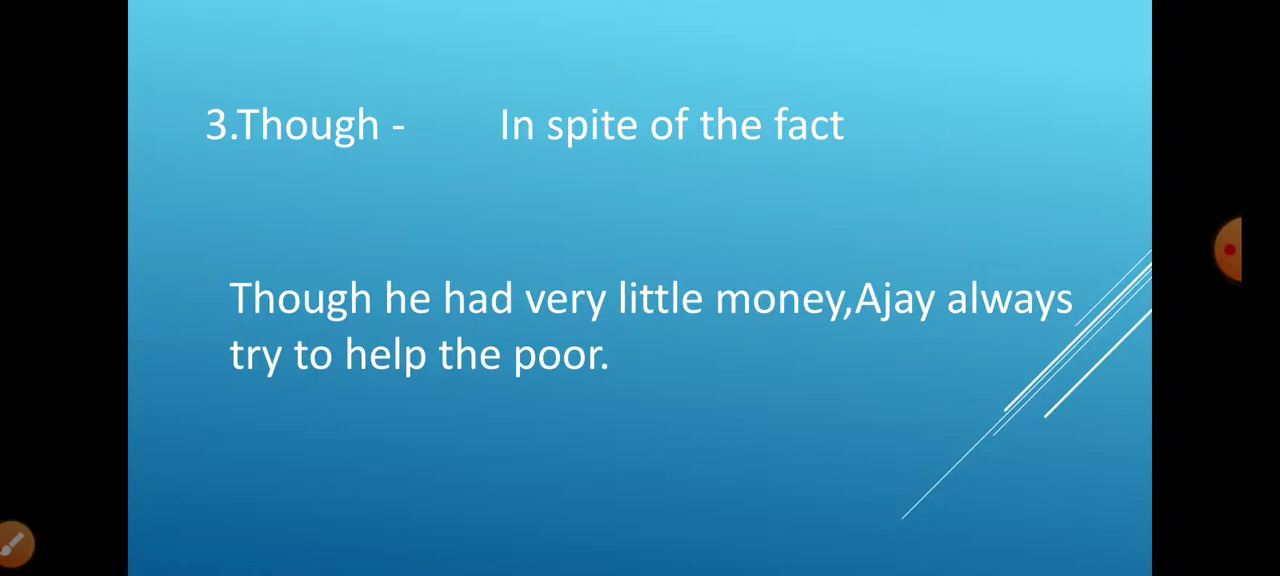 3.Though - In spite of the fact
Though he had very little money,Ajay always
try to help the poor.